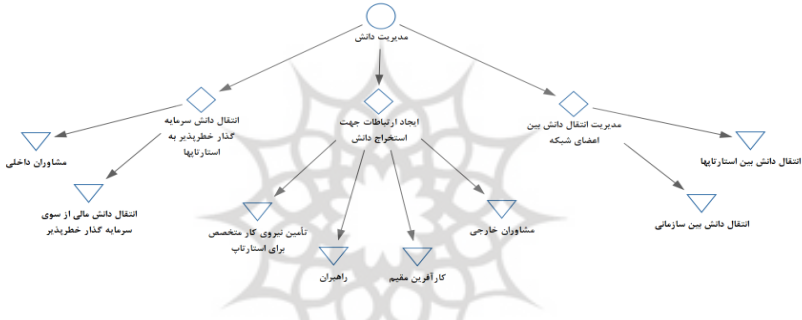 مدیریت دانش
مدیریت انتقال دانش بین
اعضای شبکه
ایجاد ارتباطات جهت
استخراج دانش
انتقال دانش سرمایه
گذار خطرپذیر به
استارتاپها
انتقال دانش بین استارتاپها
انتقال دانش بین سازمانی
مشاوران خارجی
کارآفرین مقیم
راهبران
تأمین نیروی کار متخصص
برای استارتاپ
انتقال دانش مالی از سوی
سرمایه گذار خطرپذیر
مشاوران داخلی